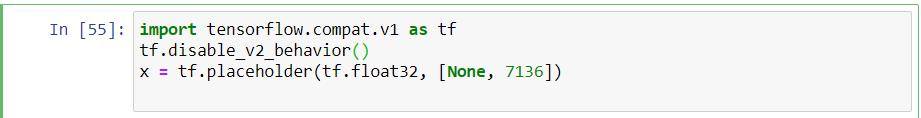 In [55]: import tensorflow.compat.v1 as tf
tf.disable_v2_behavior()
x = tf.placeholder(tf.float32, [None, 7136])